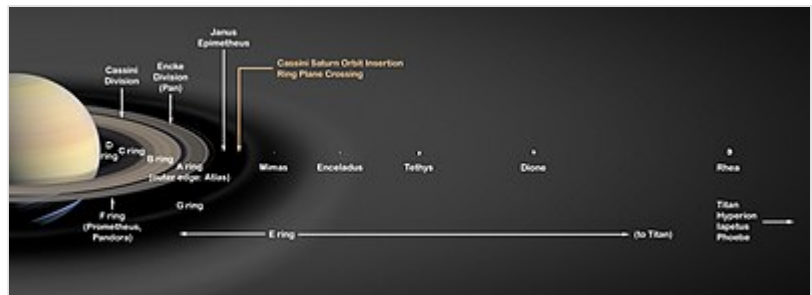 Janus
Epimetheus
Cassini
Division
Encke
Division
(Pan)
Cassini Saturn Orbit Insertion
Ring Plane Crossing
D
ring
C ring
B ring
A ring
(outer edge: Atlas)
Mimas
Enceladus
Tethys
Dione
Rhea
F ring
(Prometheus,
Pandora)
G ring
E ring
(to Titan)
Titan
Hyperion
Iapetus
Phoebe